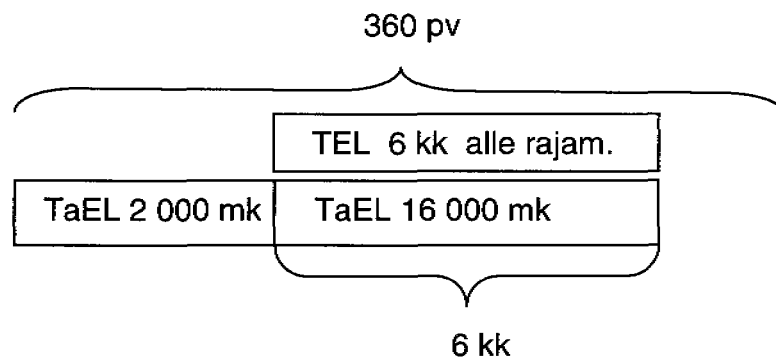 360 pv
TEL 6 kk alle rajam.
TaEL 2 000 mk TaEL 16 000 mk
6 kk